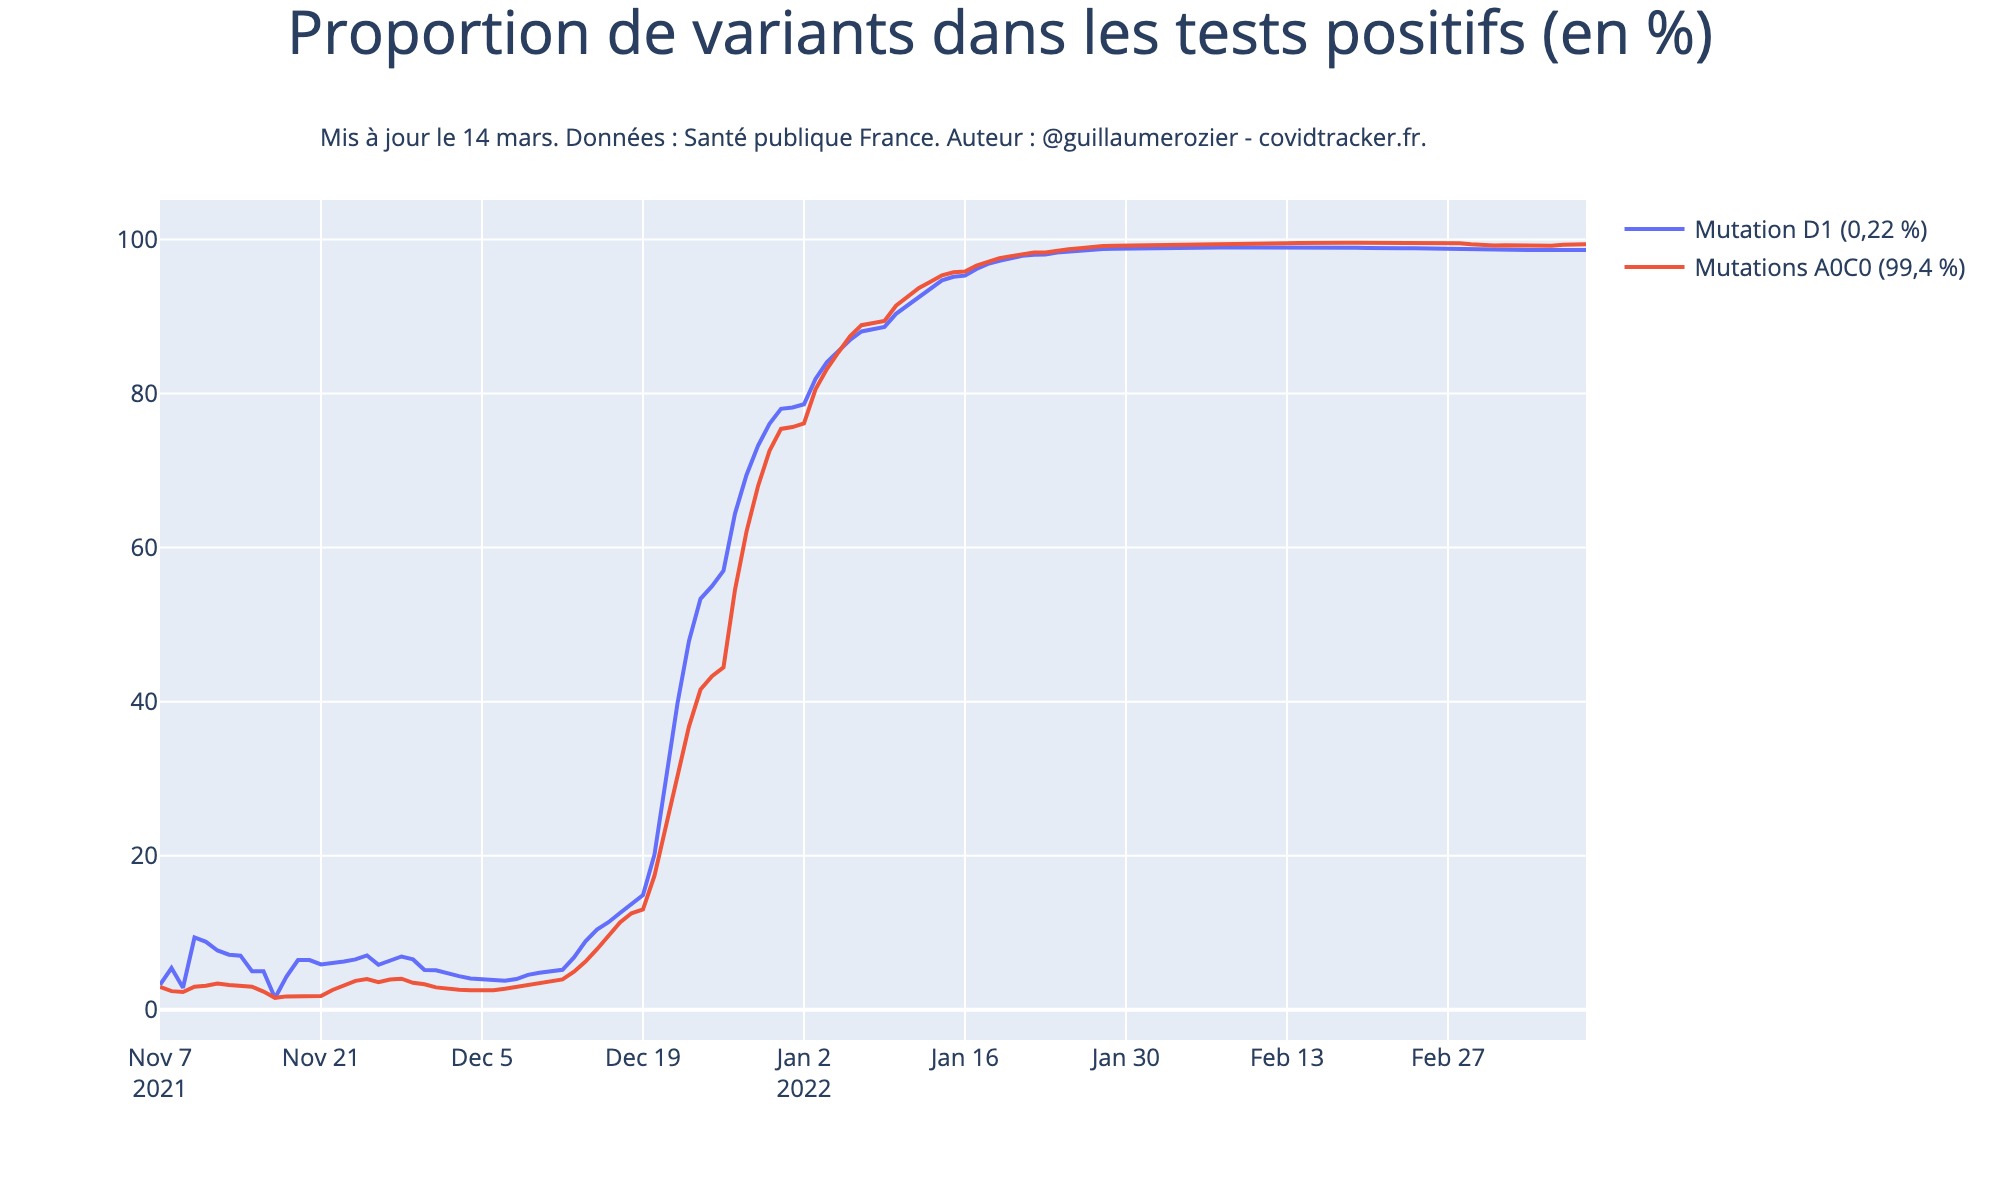 Proportion de variants dans les tests positifs (en %)
Mis à jour le 14 mars. Données : Santé publique France. Auteur : @guillaumerozier - covidtracker.fr.
Mutation D1 (0,22 %)
Mutations A0C0 (99,4 %)
100
80
60
40
20
0
Nov 7 Nov 21 Dec 5 Dec 19 Jan 2 Jan 16 Jan 30 Feb 13 Feb 27
2021 2022